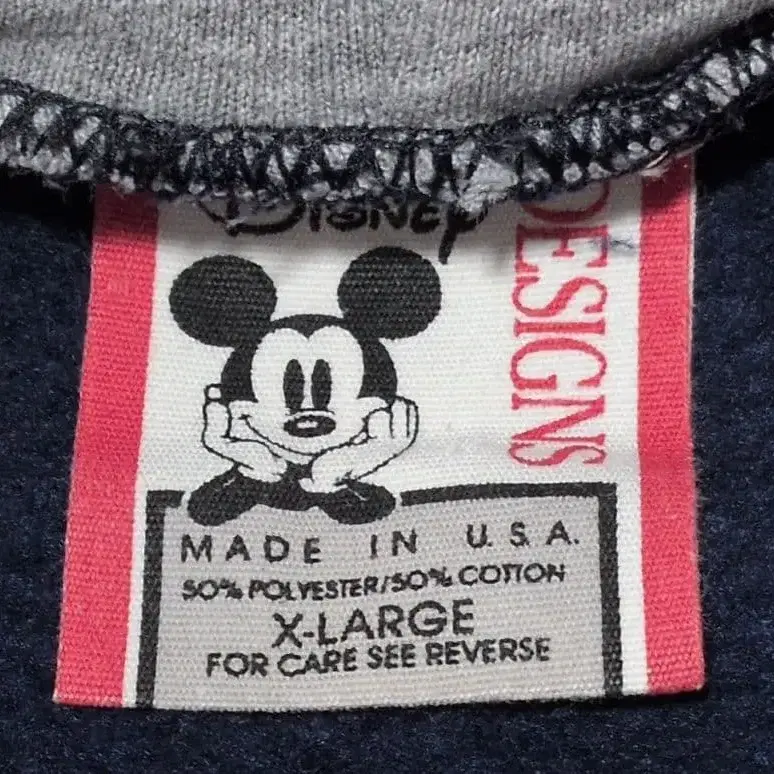 Disney
DESIGNS
MADE IN U.S.A.
50% POLYESTER/50% COTTON
X-LARGE
FOR CARE SEE REVERSE